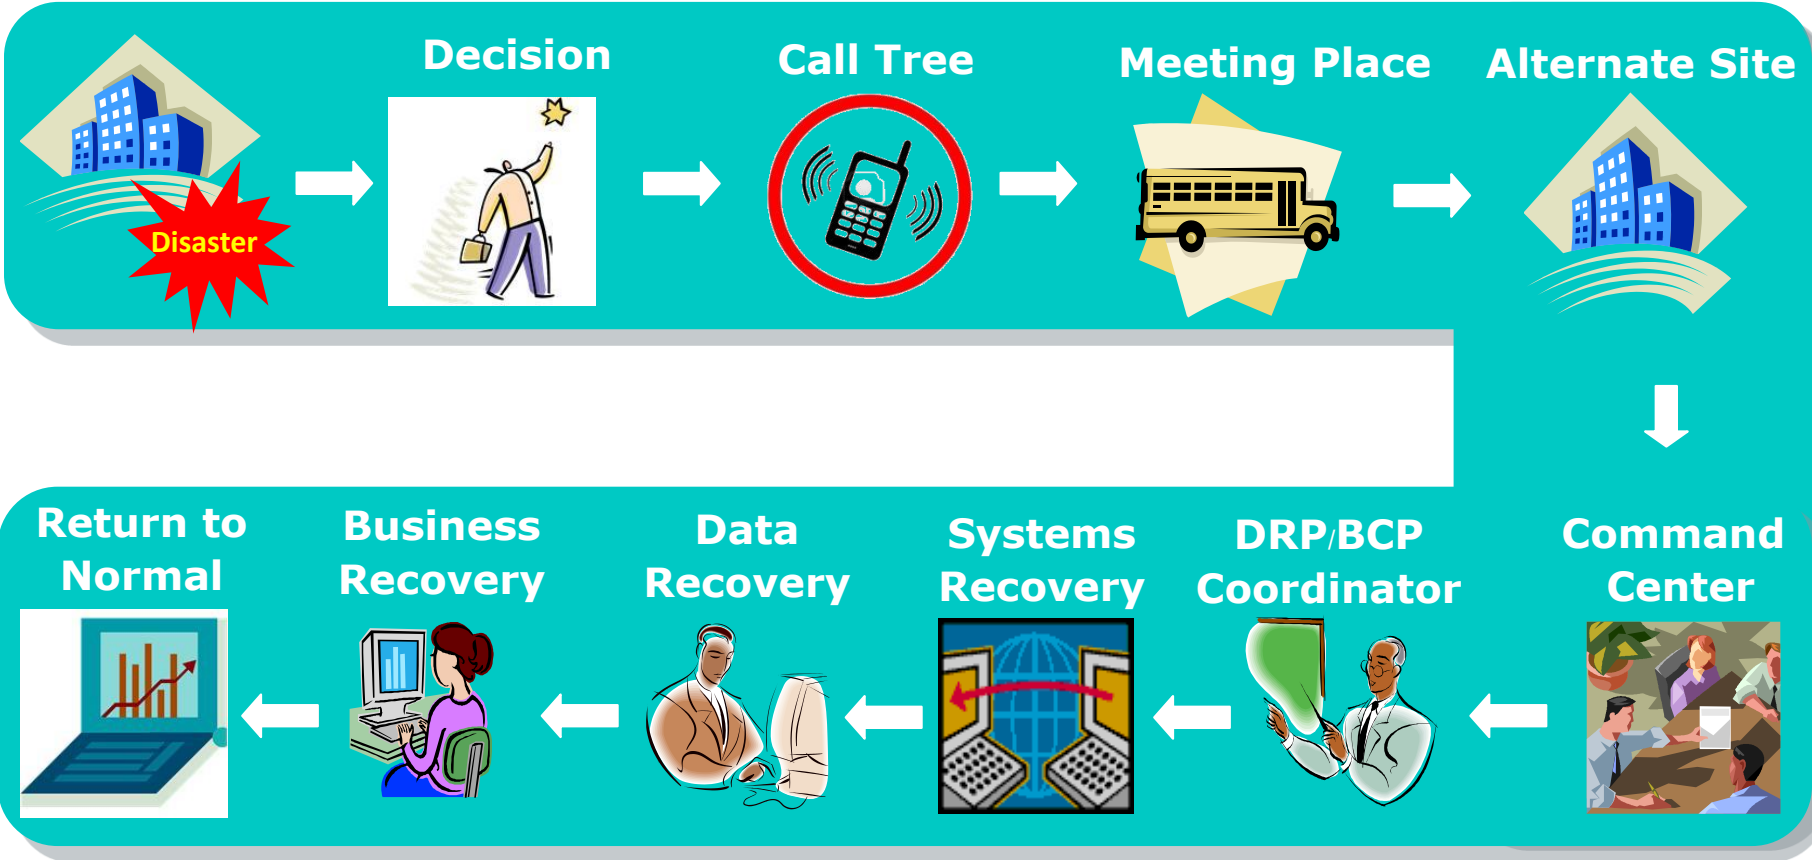 Disaster
Decision
Call Tree
Meeting Place
Alternate Site
Command
Center
DRP/BCP
Coordinator
Systems
Recovery
Data
Recovery
Business
Recovery
Return to
Normal